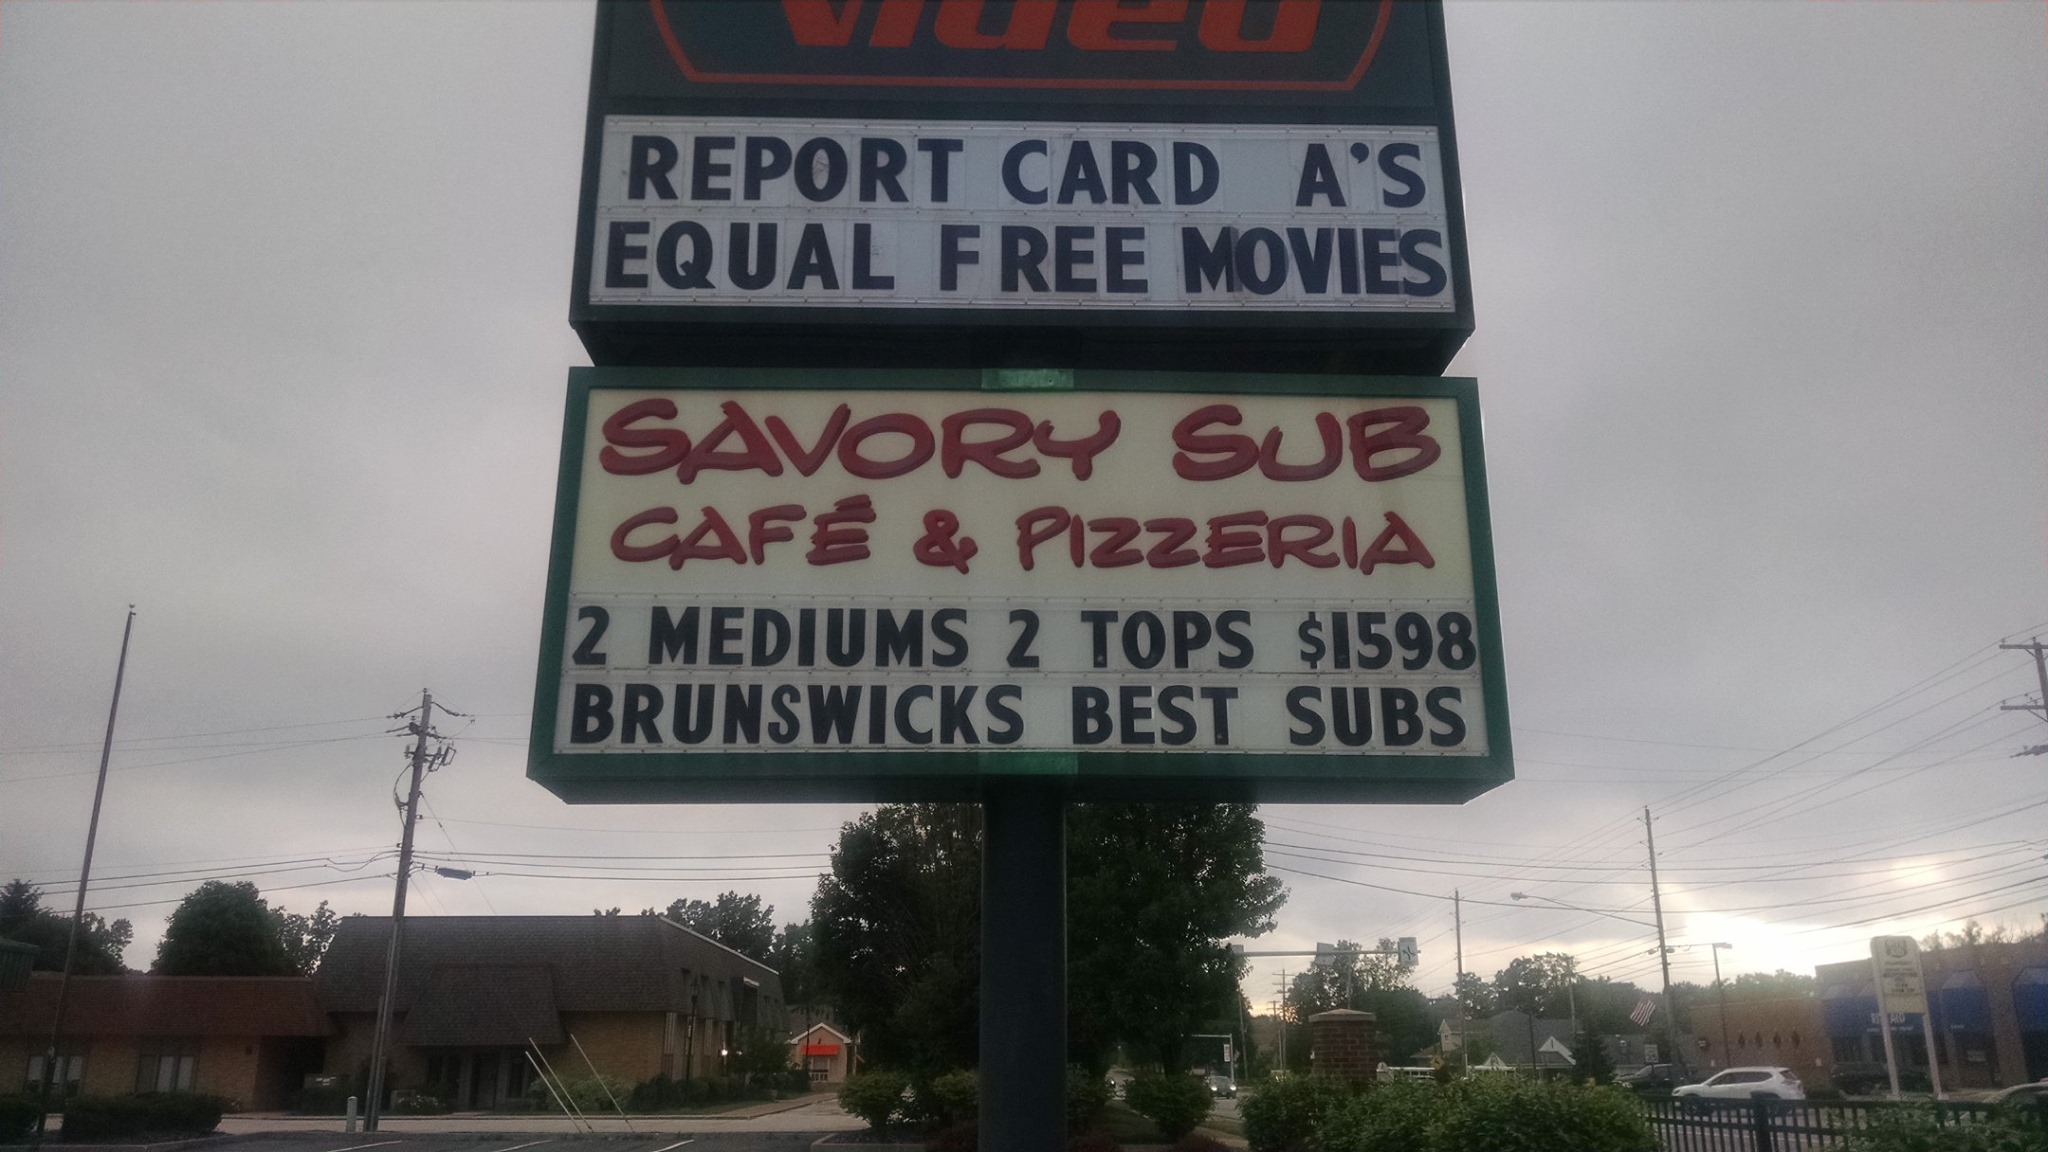 video
REPORT CARD A'S
EQUAL FREE MOVIES
SAVORY SUB
CAFÉ & PIZZERIA
2 MEDIUMS 2 TOPS $1598
BRUNSWICKS BEST SUBS